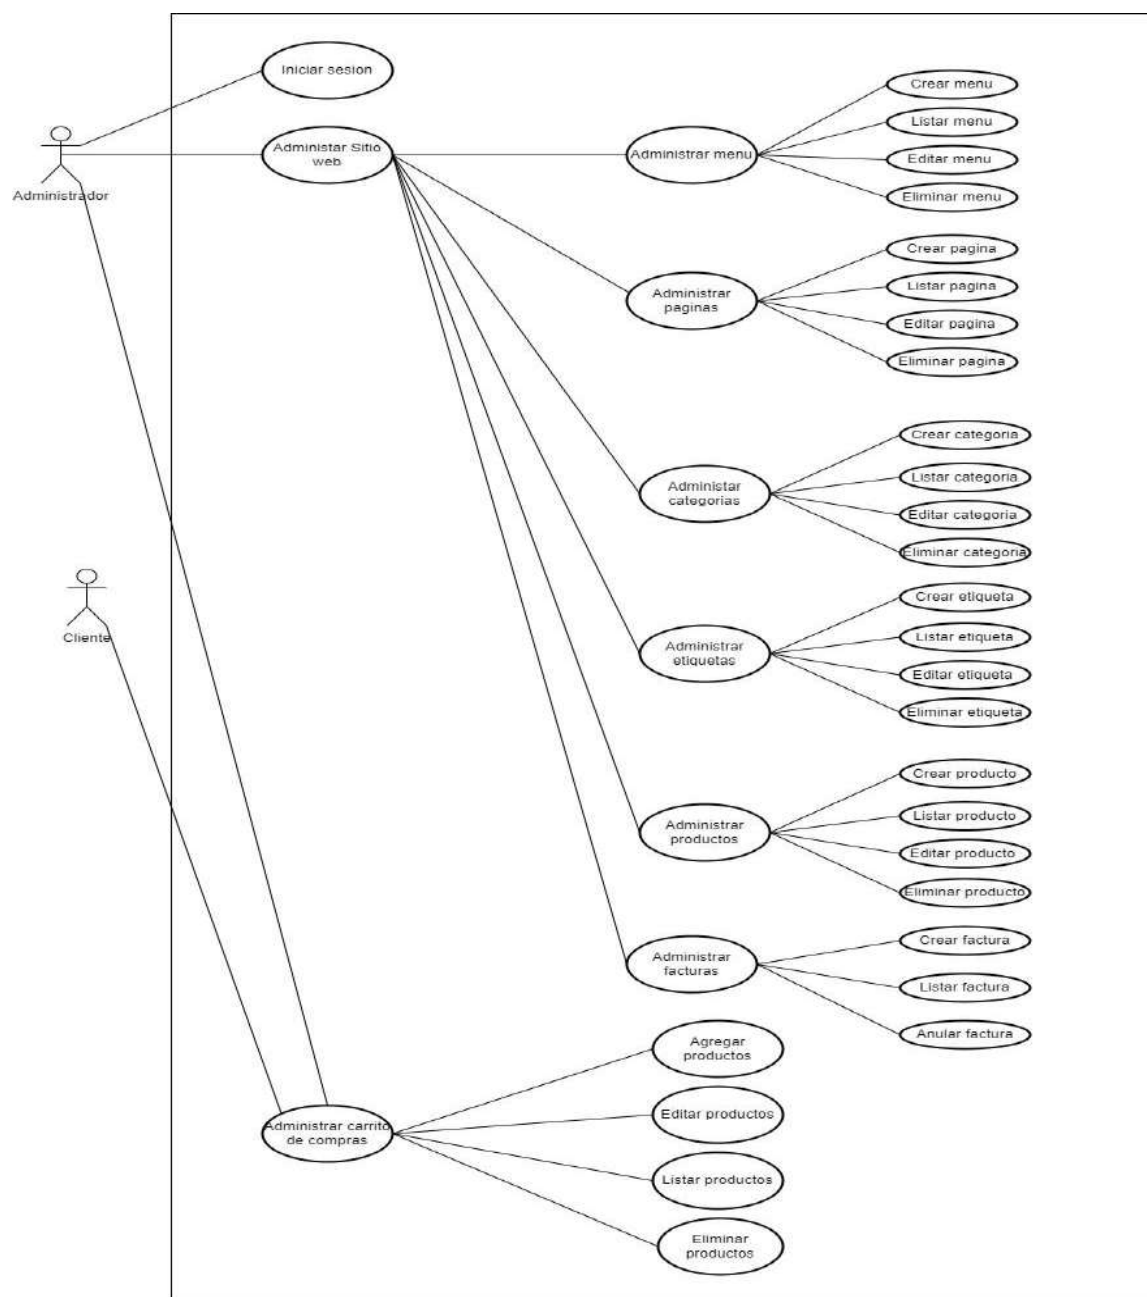 Iniciar sesion
Administrador
Administar Sitio
web
Administrar menu
Crear menu
Listar menu
Editar menu
Eliminar menu
Administrar
paginas
Crear pagina
Listar pagina
Editar pagina
Eliminar pagina
Administar
categorias
Crear categoria
Listar categoria
Editar categoria
Eliminar categoria
Cliente
Administrar
etiquetas
Crear etiqueta
Listar etiqueta
Editar etiqueta
Eliminar etiqueta
Administrar
productos
Crear producto
Listar producto
Editar producto
Eliminar producto
Administrar
facturas
Crear factura
Listar factura
Anular factura
Administrar carrito
de compras
Agregar
productos
Editar productos
Listar productos
Eliminar
productos